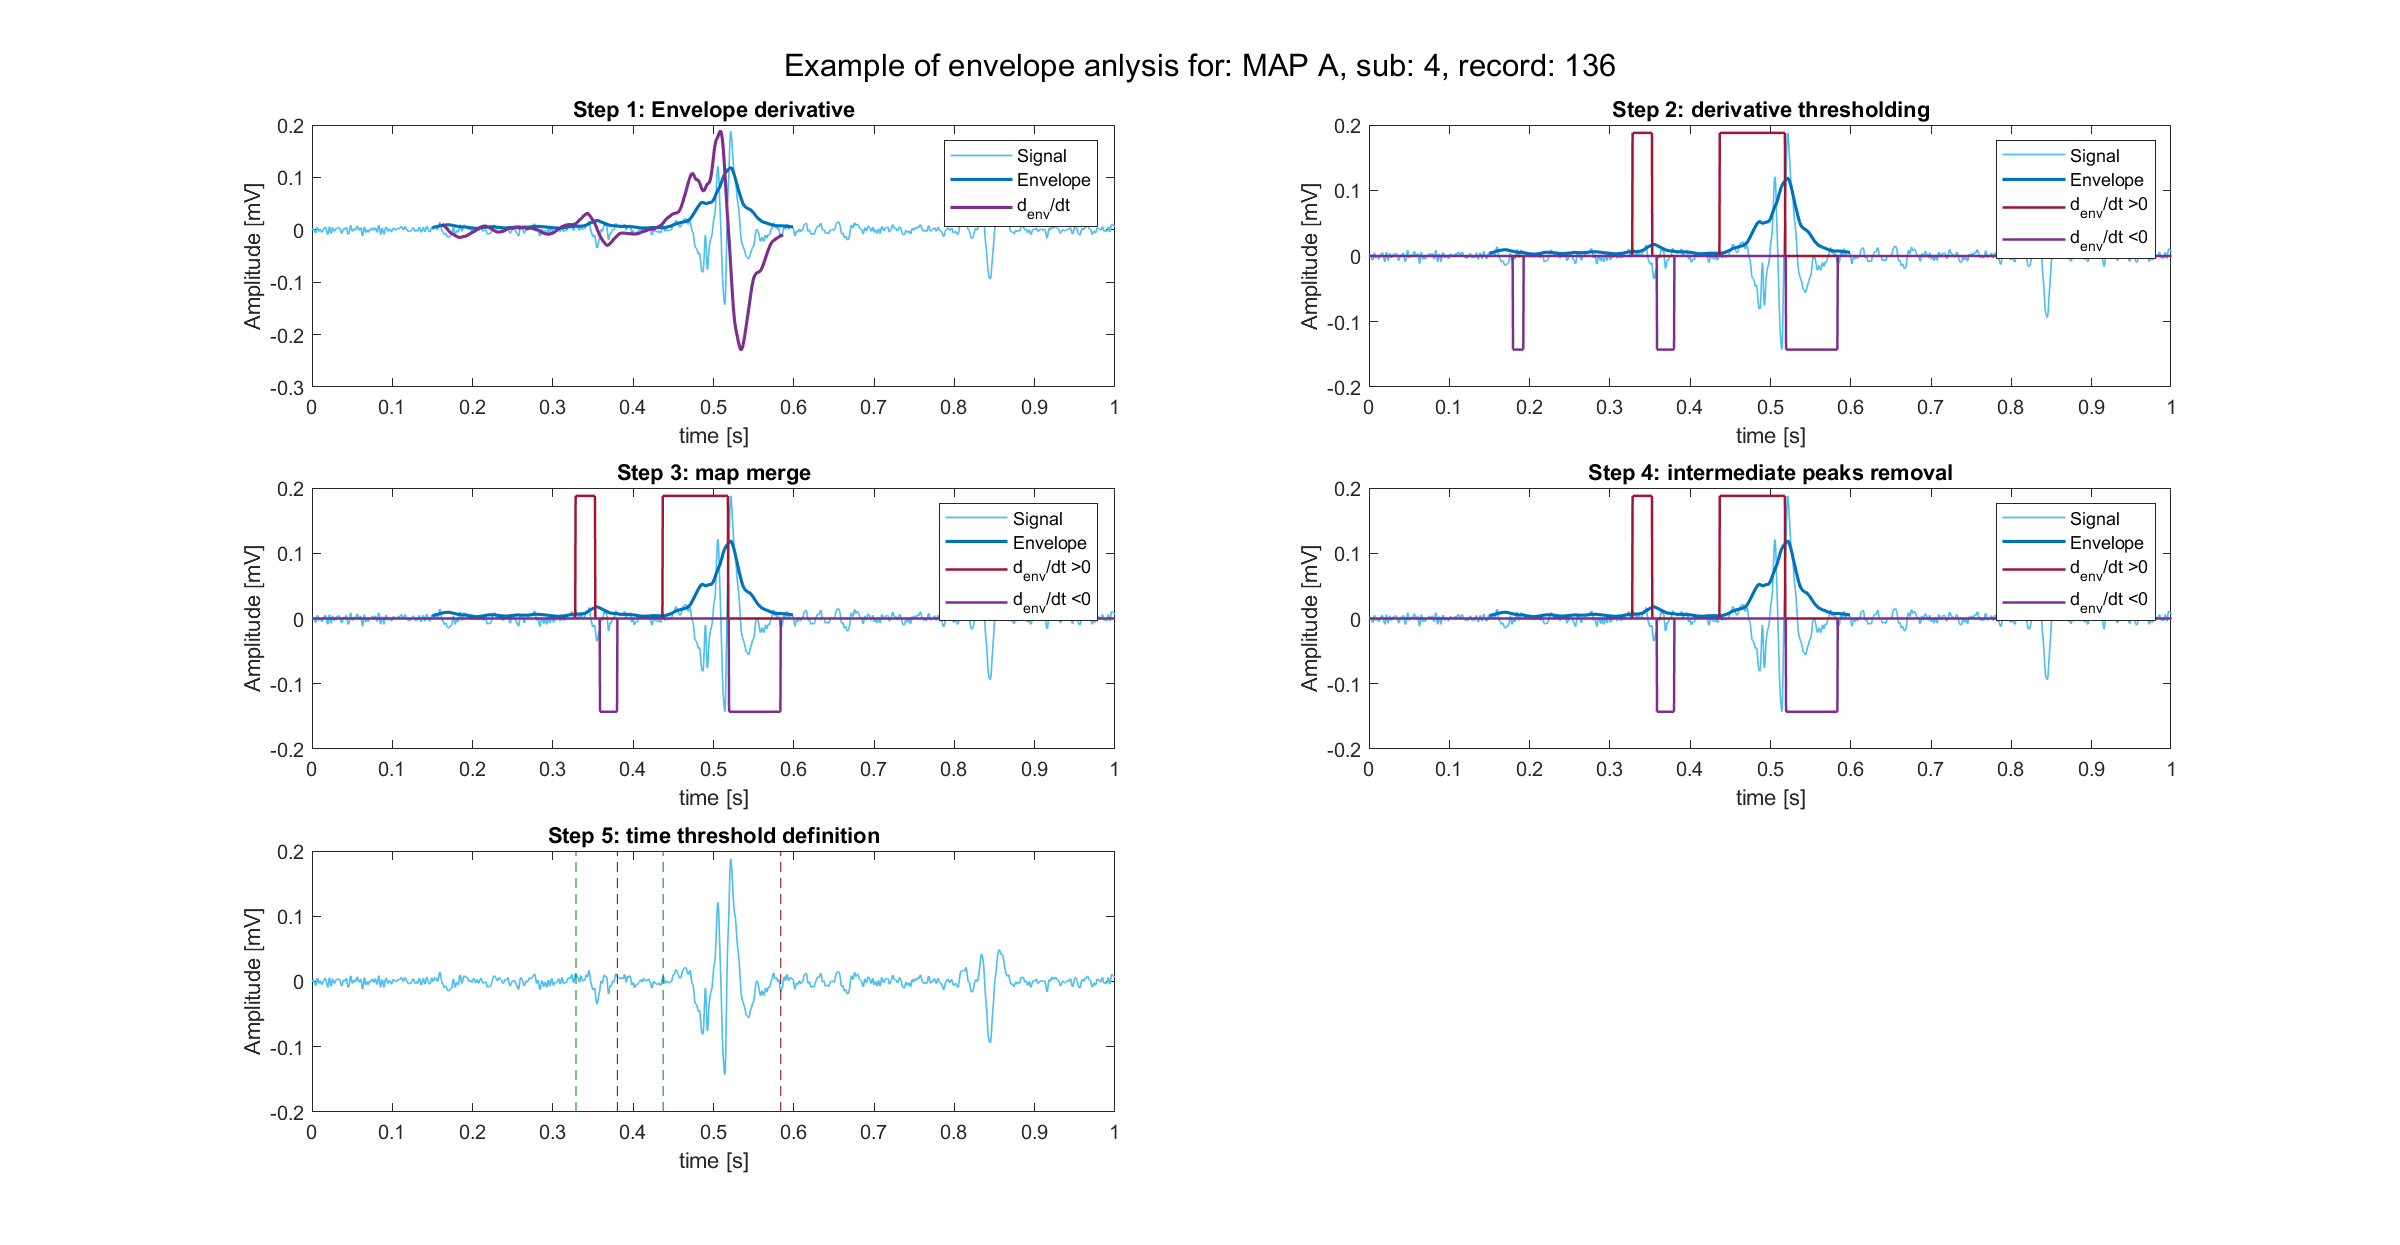 Example of envelope anlysis for: MAP A, sub: 4, record: 136
Step 1: Envelope derivative
Amplitude [mV]
0.2
0.1
0
-0.1
-0.2
-0.3
Signal
Envelope
d_env/dt
0 0.1 0.2 0.3 0.4 0.5 0.6 0.7 0.8 0.9 1
time [s]
Step 2: derivative thresholding
Amplitude [mV]
0.2
0.1
0
-0.1
-0.2
Signal
Envelope
d_env/dt >0
d_env/dt <0
0 0.1 0.2 0.3 0.4 0.5 0.6 0.7 0.8 0.9 1
time [s]
Step 3: map merge
Amplitude [mV]
0.2
0.1
0
-0.1
-0.2
Signal
Envelope
d_env/dt >0
d_env/dt <0
0 0.1 0.2 0.3 0.4 0.5 0.6 0.7 0.8 0.9 1
time [s]
Step 4: intermediate peaks removal
Amplitude [mV]
0.2
0.1
0
-0.1
-0.2
Signal
Envelope
d_env/dt >0
d_env/dt <0
0 0.1 0.2 0.3 0.4 0.5 0.6 0.7 0.8 0.9 1
time [s]
Step 5: time threshold definition
Amplitude [mV]
0.2
0.1
0
-0.1
-0.2
0 0.1 0.2 0.3 0.4 0.5 0.6 0.7 0.8 0.9 1
time [s]